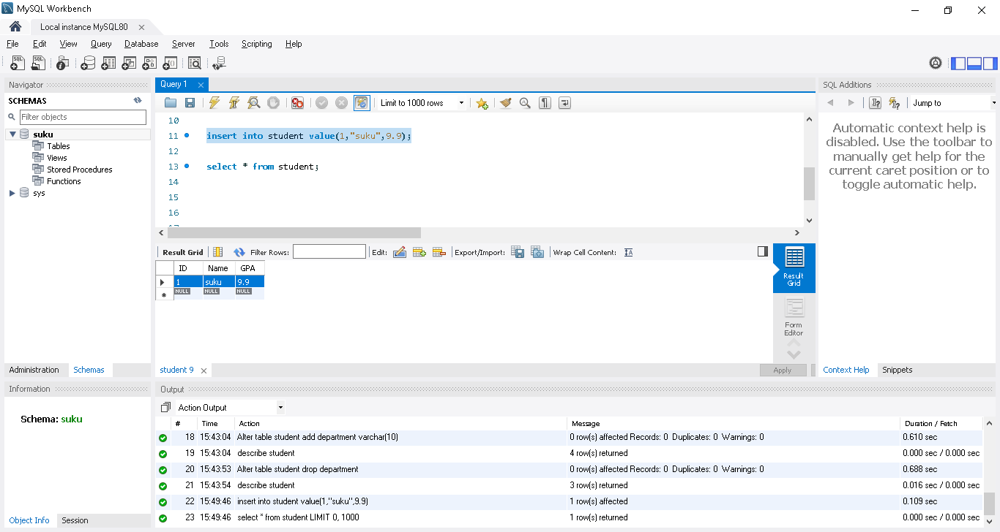 MySQL Workbench
Local instance MySQL80
File Edit View Query Database Server Tools Scripting Help
Navigator
SCHEMAS
Filter objects
suku
Tables
Views
Stored Procedures
Functions
sys
Administration Schemas
Information
Schema: suku
Object Info Session
Query 1
Limit to 1000 rows
10
11 insert into student value(1,"suku",9.9);
12
13 select * from student;
14
15
16
Result Grid Filter Rows: Edit: Export/Import: Wrap Cell Content:
ID Name GPA
1 suku 9.9
NULL NULL NULL
Result
Grid
Form
Editor
student 9
Apply
SQL Additions
Jump to
Automatic context help is
disabled. Use the toolbar to
manually get help for the
current caret position or to
toggle automatic help.
Context Help Snippets
Output
Action Output
# Time Action Message Duration / Fetch
18 15:43:04 Alter table student add department varchar(10) 0 row(s) affected Records: 0 Duplicates: 0 Warnings: 0 0.610 sec
19 15:43:04 describe student 4 row(s) returned 0.000 sec / 0.000 sec
20 15:43:53 Alter table student drop department 0 row(s) affected Records: 0 Duplicates: 0 Warnings: 0 0.688 sec
21 15:43:54 describe student 3 row(s) returned 0.016 sec / 0.000 sec
22 15:49:46 insert into student value(1,"suku",9.9) 1 row(s) affected 0.109 sec
23 15:49:46 select * from student LIMIT 0, 1000 1 row(s) returned 0.000 sec / 0.000 sec